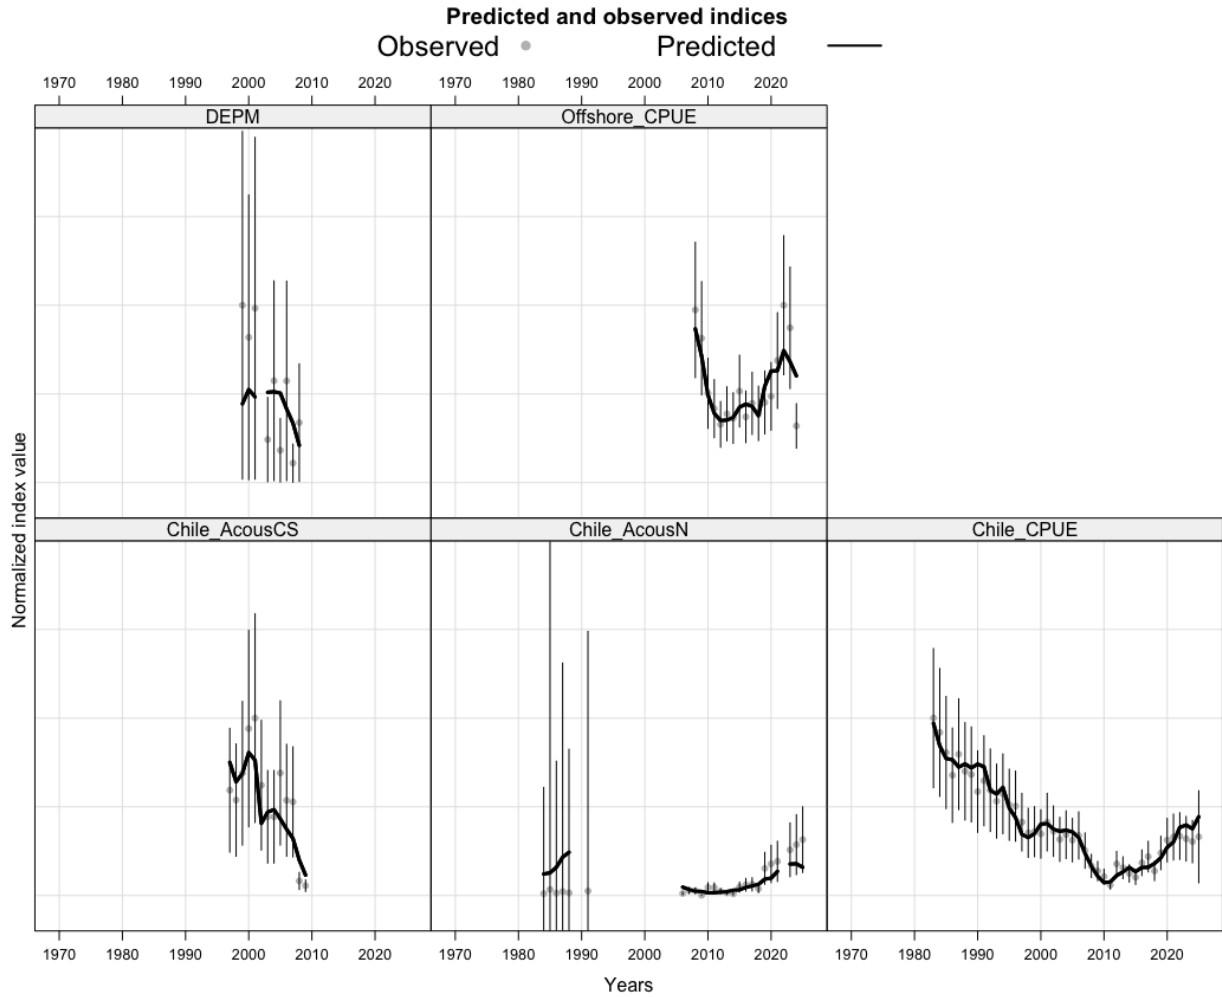 Predicted and observed indices
Observed Predicted
1970 1980 1990 2000 2010 2020 1970 1980 1990 2000 2010 2020
DEPM Offshore_CPUE
Normalized index value
Chile_AcousCS Chile_AcousN Chile_CPUE
1970 1980 1990 2000 2010 2020 1970 1980 1990 2000 2010 2020 1970 1980 1990 2000 2010 2020
Years